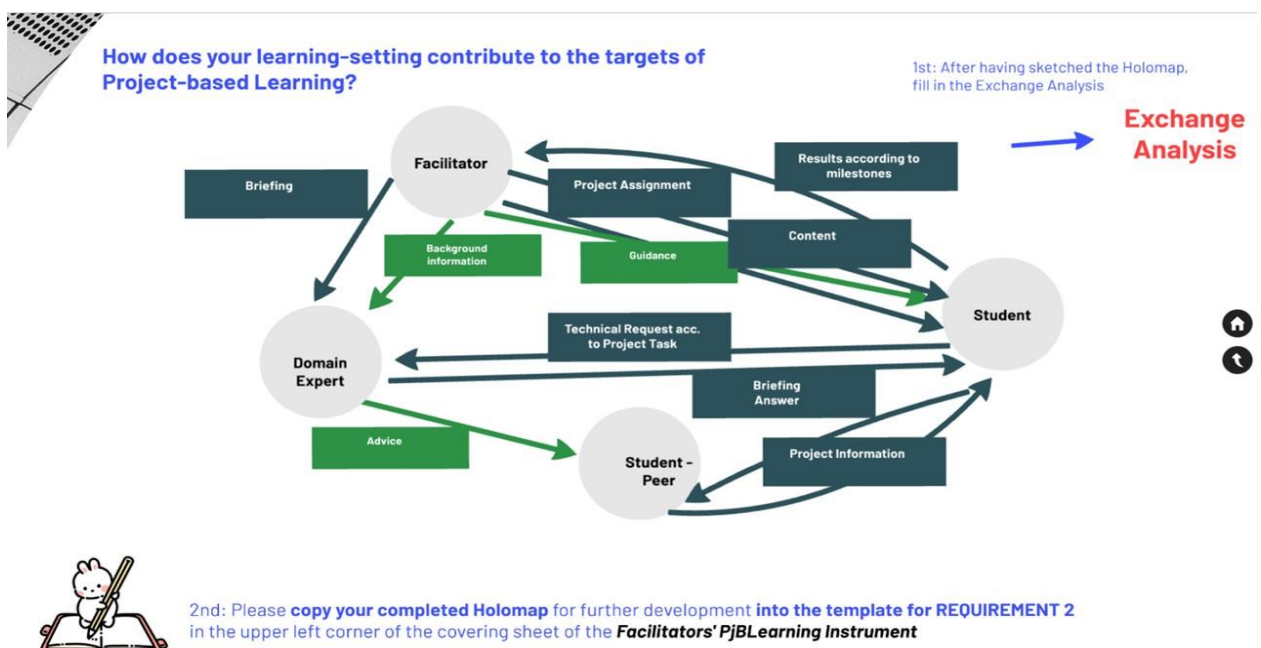 How does your learning-setting contribute to the targets of
Project-based Learning?
1st: After having sketched the Holomap,
fill in the Exchange Analysis
Exchange
Analysis
Facilitator
Results according to
milestones
Briefing
Project Assignment
Content
Background
information
Guidance
Student
Technical Request acc.
to Project Task
Domain
Expert
Briefing
Answer
Advice
Project Information
Student -
Peer
2nd: Please copy your completed Holomap for further development into the template for REQUIREMENT 2
in the upper left corner of the covering sheet of the Facilitators' PjBLearning Instrument